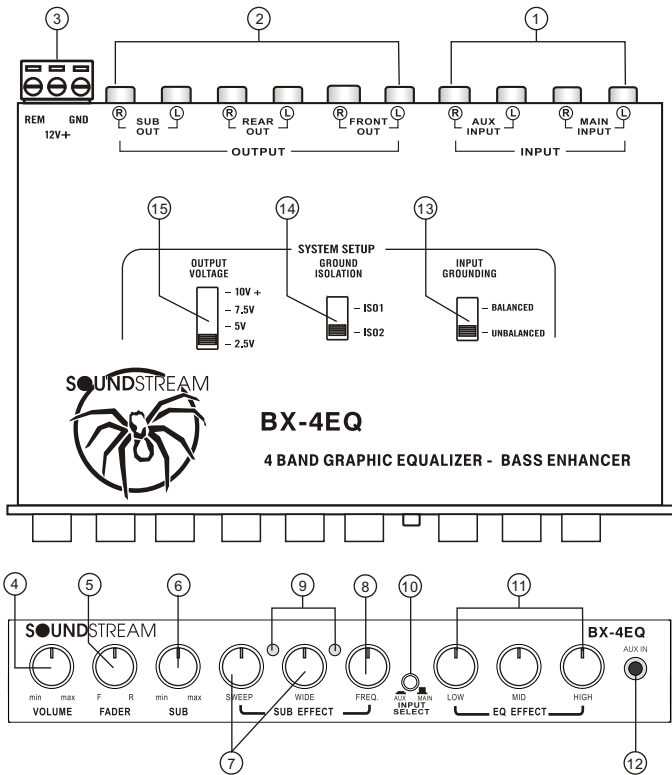 3
2
1
REM GND
12V+
R SUB OUT L
R REAR OUT L
R FRONT OUT L
R AUX INPUT L
R MAIN INPUT L
OUTPUT
INPUT
15
14
13
SYSTEM SETUP
OUTPUT VOLTAGE
GROUND ISOLATION
INPUT GROUNDING
– 10V +
– 7.5V
– 5V
– 2.5V
– ISO1
– ISO2
– BALANCED
– UNBALANCED
SOUNDSTREAM
BX-4EQ
4 BAND GRAPHIC EQUALIZER - BASS ENHANCER
4
5
6
9
8
10
11
SOUNDSTREAM
BX-4EQ
AUX IN
min max
F R
min max
SWEEP
WIDE
FREQ.
AUX MAIN
LOW
MID
HIGH
VOLUME
FADER
SUB
SUB EFFECT
INPUT SELECT
EQ EFFECT
7
12